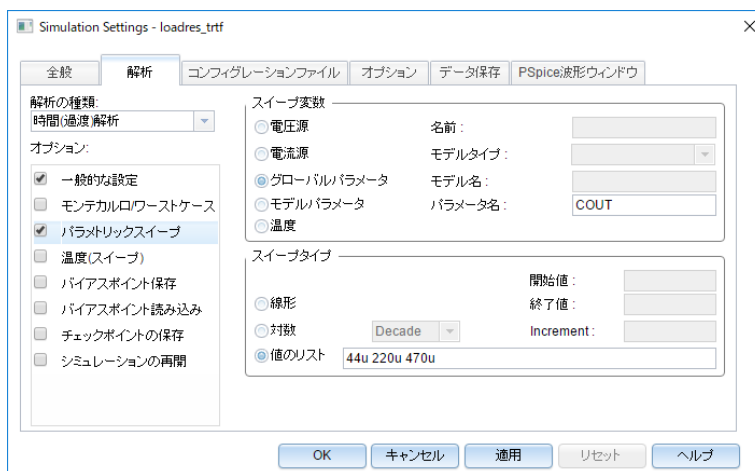 Simulation Settings - loadres_trtf
全般
解析
コンフィグレーションファイル
オプション
データ保存
PSpice波形ウィンドウ
解析の種類:
時間(過渡)解析
オプション:
一般的な設定
モンテカルロ/ワーストケース
パラメトリックスイープ
温度(スイープ)
バイアスポイント保存
バイアスポイント読み込み
チェックポイントの保存
シミュレーションの再開
スイープ変数
電圧源
名前:
電流源
モデルタイプ:
グローバルパラメータ
モデル名:
モデルパラメータ
パラメータ名:
COUT
温度
スイープタイプ
開始値:
線形
終了値:
対数
Decade
Increment:
値のリスト
44u 220u 470u
OK
キャンセル
適用
リセット
ヘルプ